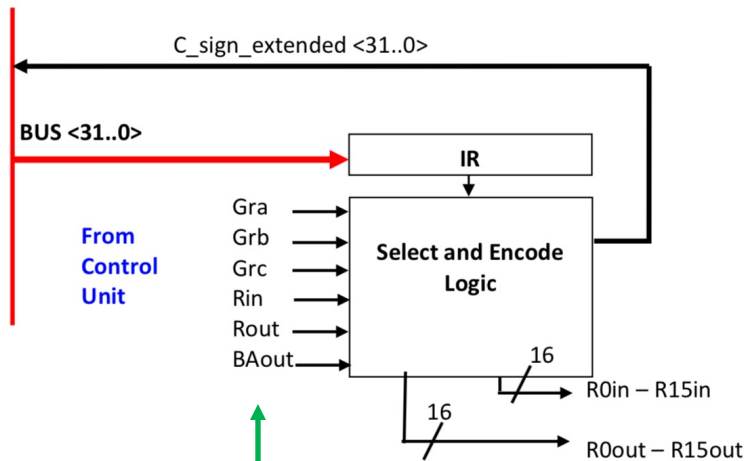 C_sign_extended <31..0>
BUS <31..0>
IR
Gra
Grb
Grc
Rin
Rout
BAout
From
Control
Unit
Select and Encode
Logic
16
R0in – R15in
16
R0out – R15out